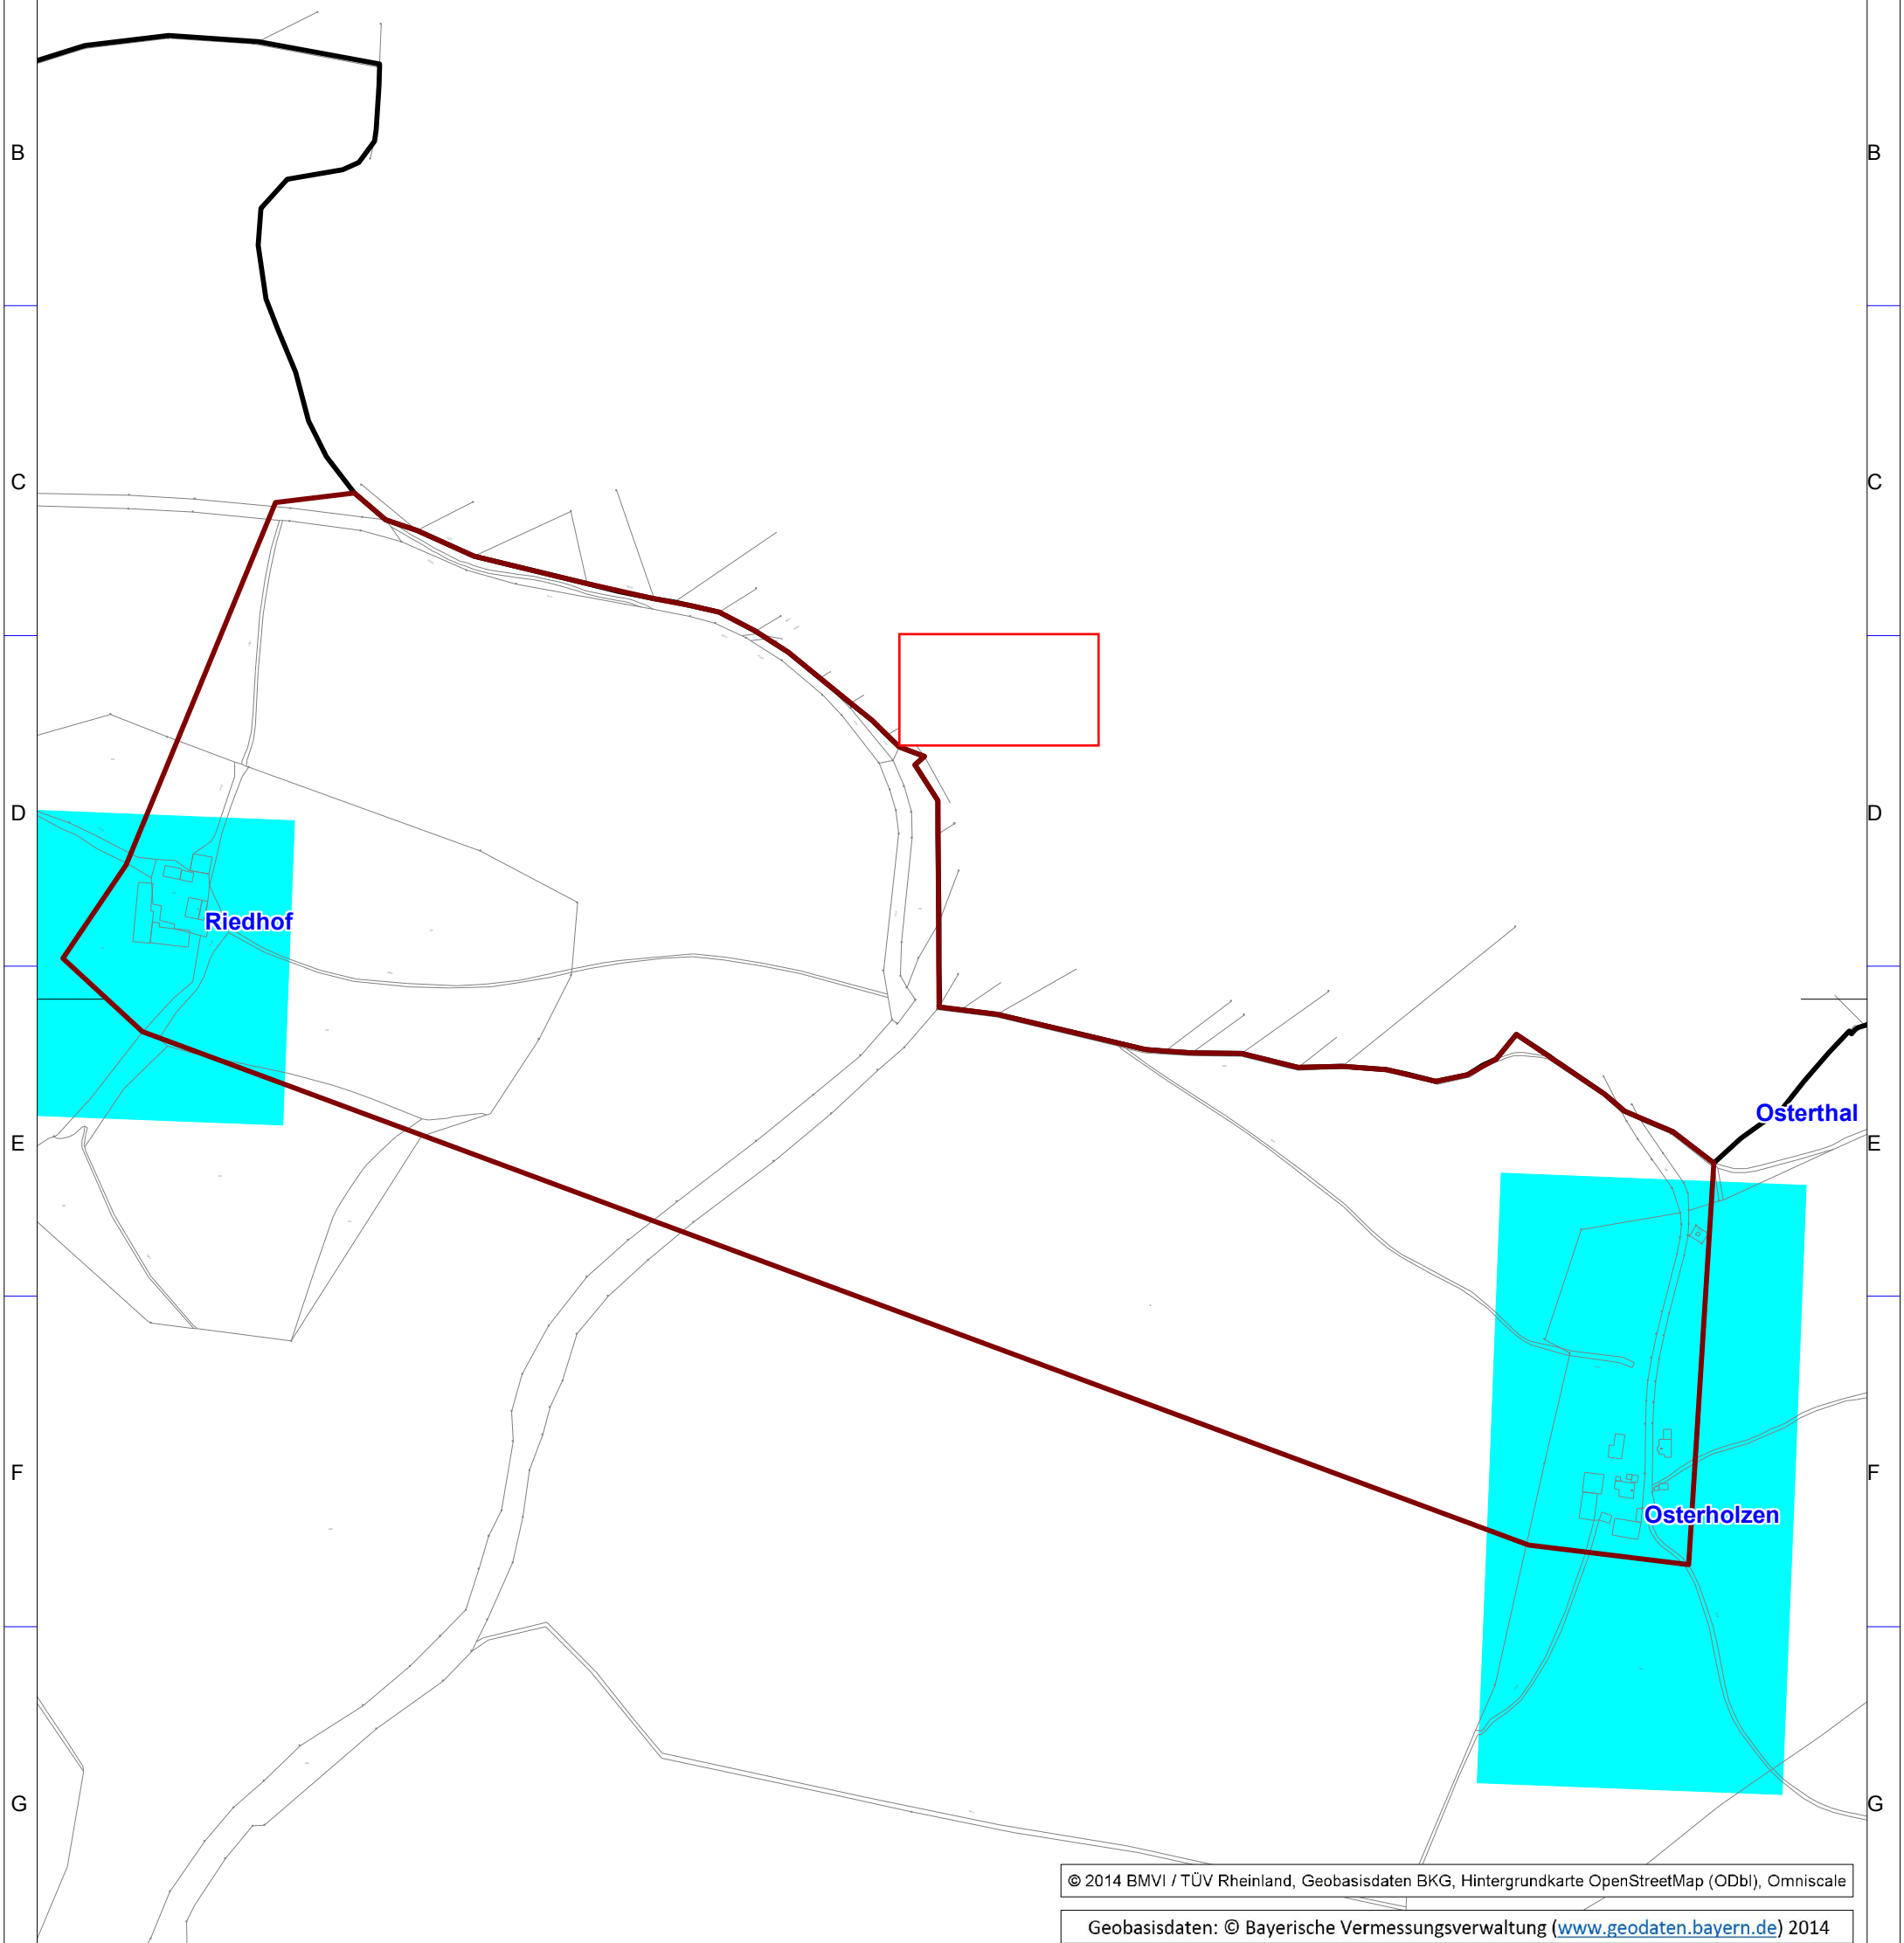 B B
C C
D D
Riedhof
Osterthal
E E
F F
Osterholzen
G G
© 2014 BMVI / TÜV Rheinland, Geobasisdaten BKG, Hintergrundkarte OpenStreetMap (ODbl), Omniscale
Geobasisdaten: © Bayerische Vermessungsverwaltung (www.geodaten.bayern.de) 2014